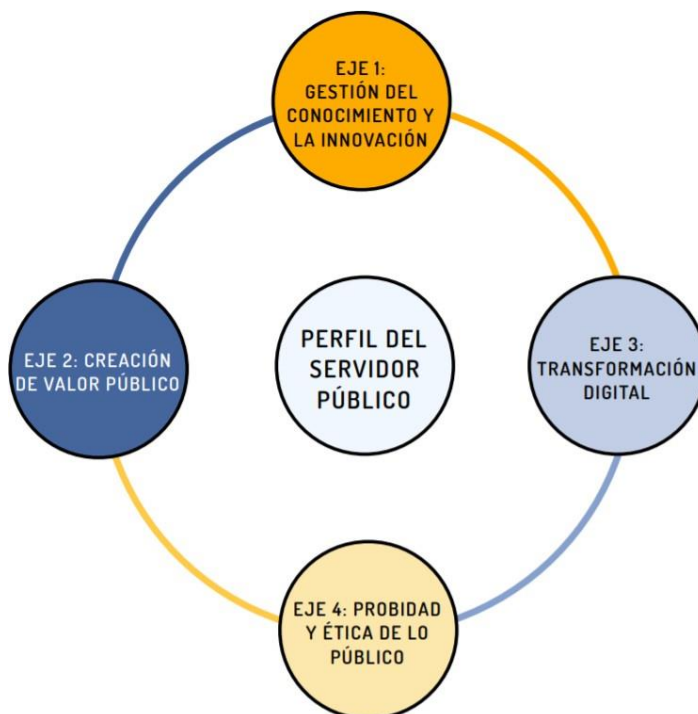 EJE 1:
GESTIÓN DEL
CONOCIMIENTO Y
LA INNOVACIÓN
EJE 2: CREACIÓN
DE VALOR PÚBLICO
PERFIL DEL
SERVIDOR
PÚBLICO
EJE 3:
TRANSFORMACIÓN
DIGITAL
EJE 4: PROBIDAD
Y ÉTICA DE LO
PÚBLICO